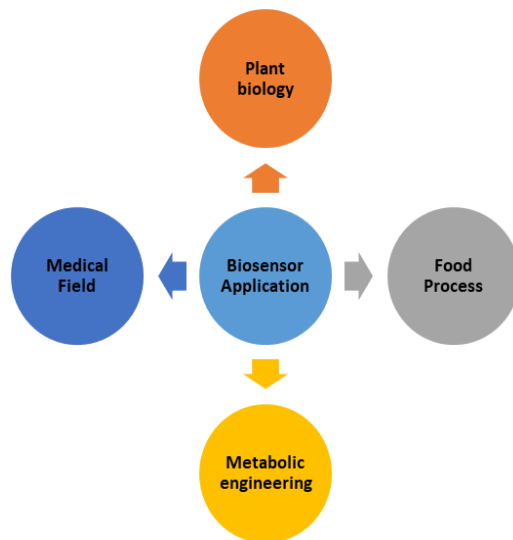 Plant
biology
Medical
Field
Biosensor
Application
Food
Process
Metabolic
engineering